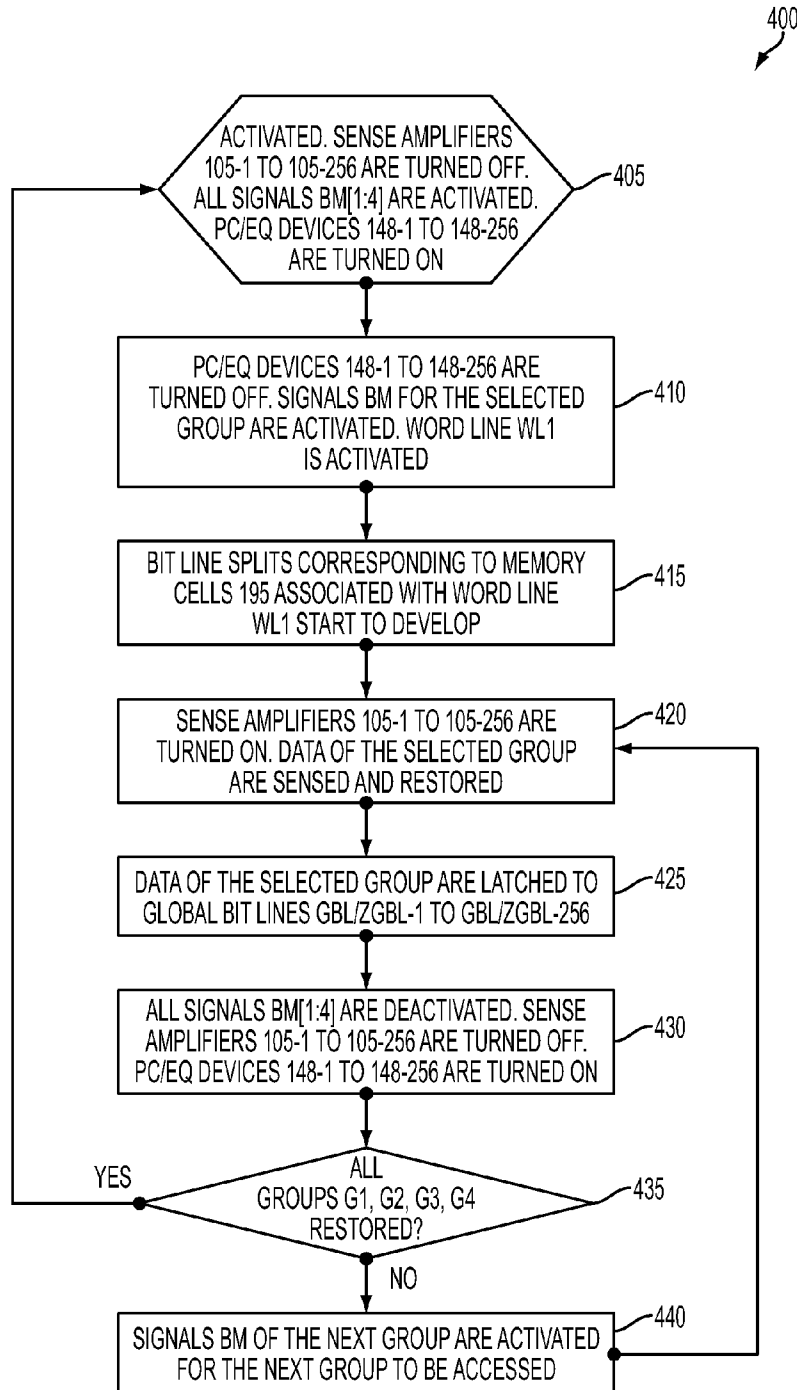 400
ACTIVATED. SENSE AMPLIFIERS
105-1 TO 105-256 ARE TURNED OFF.
ALL SIGNALS BM[1:4] ARE ACTIVATED.
PC/EQ DEVICES 148-1 TO 148-256
ARE TURNED ON
405
PC/EQ DEVICES 148-1 TO 148-256 ARE
TURNED OFF. SIGNALS BM FOR THE SELECTED
GROUP ARE ACTIVATED. WORD LINE WL1
IS ACTIVATED
410
BIT LINE SPLITS CORRESPONDING TO MEMORY
CELLS 195 ASSOCIATED WITH WORD LINE
WL1 START TO DEVELOP
415
SENSE AMPLIFIERS 105-1 TO 105-256 ARE
TURNED ON. DATA OF THE SELECTED GROUP
ARE SENSED AND RESTORED
420
DATA OF THE SELECTED GROUP ARE LATCHED TO
GLOBAL BIT LINES GBL/ZGBL-1 TO GBL/ZGBL-256
425
ALL SIGNALS BM[1:4] ARE DEACTIVATED. SENSE
AMPLIFIERS 105-1 TO 105-256 ARE TURNED OFF.
PC/EQ DEVICES 148-1 TO 148-256 ARE TURNED ON
430
YES
ALL
GROUPS G1, G2, G3, G4
RESTORED?
435
NO
SIGNALS BM OF THE NEXT GROUP ARE ACTIVATED
FOR THE NEXT GROUP TO BE ACCESSED
440